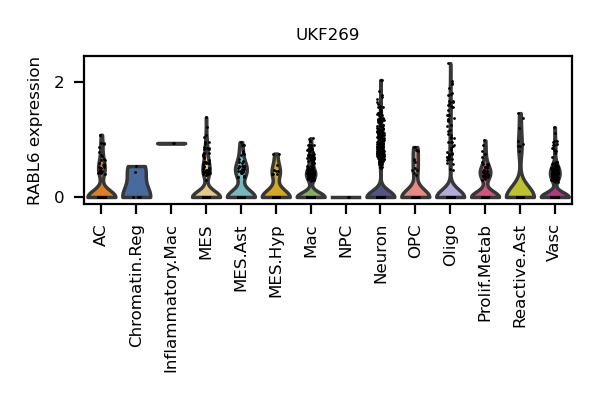 UKF269
RABL6 expression
2
0
AC
Chromatin.Reg
Inflammatory.Mac
MES
MES.Ast
MES.Hyp
Mac
NPC
Neuron
OPC
Oligo
Prolif.Metab
Reactive.Ast
Vasc